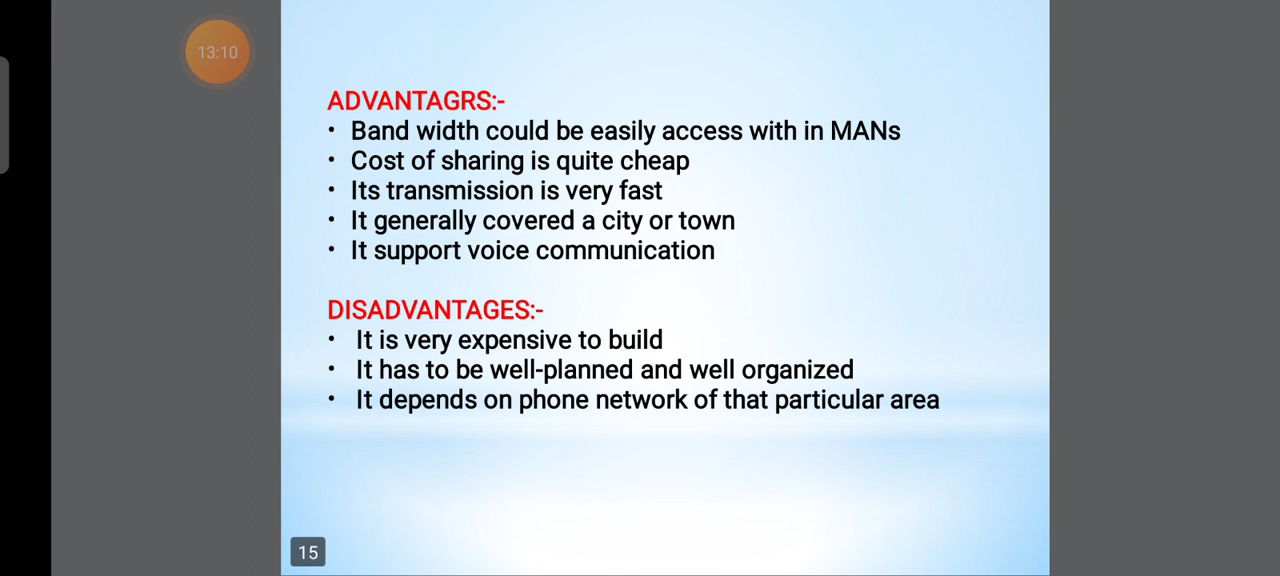 13:10
ADVANTAGRS:-
• Band width could be easily access with in MANs
• Cost of sharing is quite cheap
• Its transmission is very fast
• It generally covered a city or town
• It support voice communication
DISADVANTAGES:-
• It is very expensive to build
• It has to be well-planned and well organized
• It depends on phone network of that particular area
15